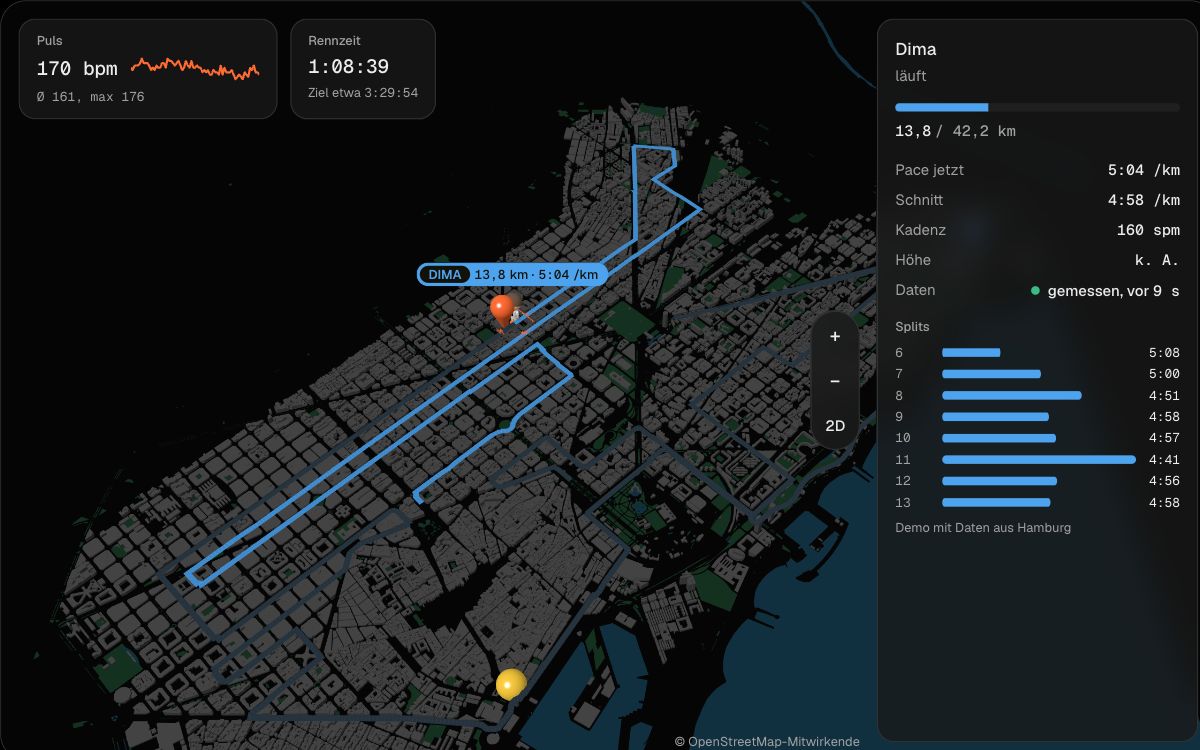 Puls
170 bpm
Ø 161, max 176
Rennzeit
1:08:39
Ziel etwa 3:29:54
DIMA 13,8 km · 5:04 /km
+
−
2D
© OpenStreetMap-Mitwirkende
Dima
läuft
13,8 / 42,2 km
Pace jetzt 5:04 /km
Schnitt 4:58 /km
Kadenz 160 spm
Höhe k. A.
Daten gemessen, vor 9 s
Splits
6 5:08
7 5:00
8 4:51
9 4:58
10 4:57
11 4:41
12 4:56
13 4:58
Demo mit Daten aus Hamburg